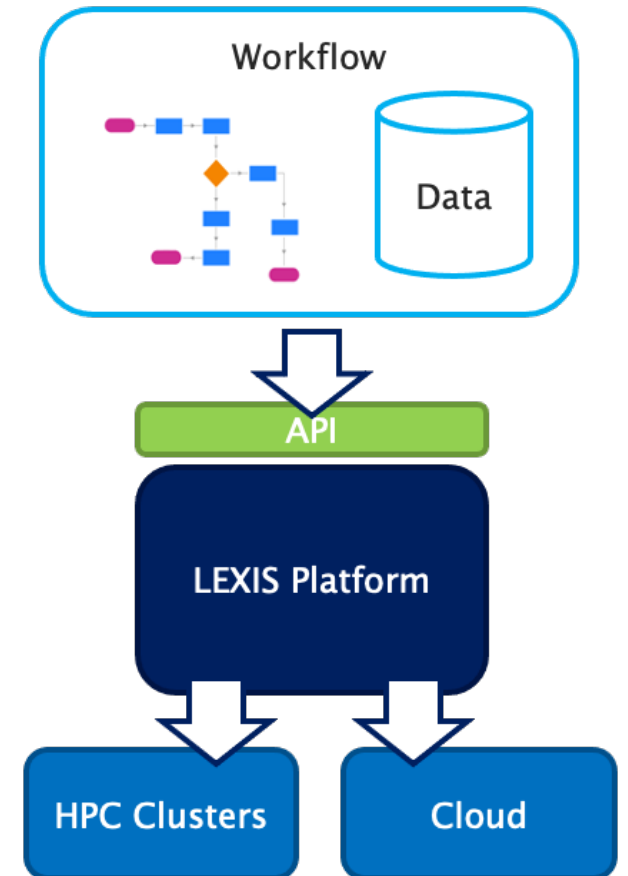 Workflow
Data
API
LEXIS Platform
HPC Clusters
Cloud